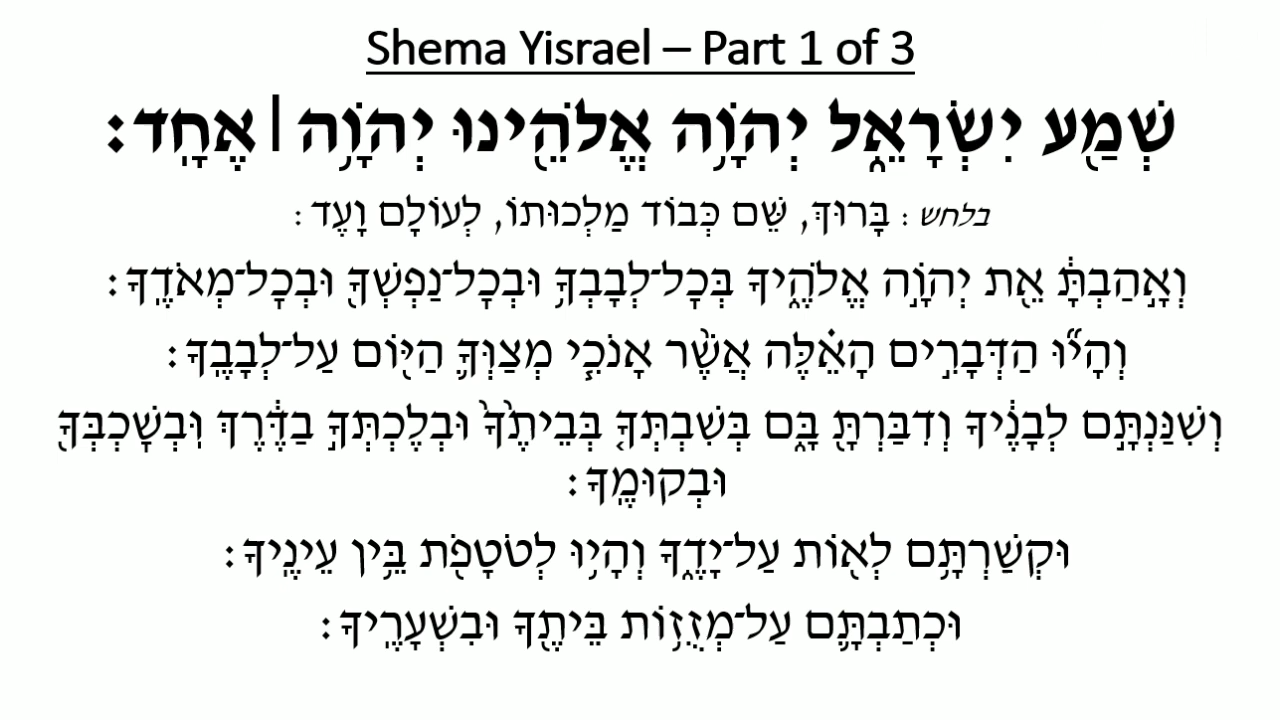 Shema Yisrael – Part 1 of 3
שְׁמַ֖ע יִשְׂרָאֵ֑ל יְהוָֹ֥ה אֱלֹהֵ֖ינוּ יְהוָֹ֥ה ׀ אֶחָֽד׃
בלחש : בָּרוּךְ, שֵׁם כְּבוֹד מַלְכוּתוֹ, לְעוֹלָם וָעֶד :
וְאָ֣הַבְתָּ֔ אֵ֖ת יְהוָֹ֣ה אֱלֹהֶ֑יךָ בְּכָל־לְבָבְךָ֥ וּבְכָל־נַפְשְׁךָ֖ וּבְכָל־מְאֹדֶֽךָ׃
וְהָי֞וּ הַדְּבָרִ֣ים הָאֵ֗לֶּה אֲשֶׁ֨ר אָנֹכִ֧י מְצַוְּךָ֛ הַיּ֖וֹם עַל־לְבָבֶֽךָ׃
וְשִׁנַּנְתָּ֣ם לְבָנֶ֔יךָ וְדִבַּרְתָּ֖ בָּ֑ם בְּשִׁבְתְּךָ֤ בְּבֵיתֶ֨ךָ֙ וּבְלֶכְתְּךָ֣ בַדֶּ֔רֶךְ וּֽבְשָׁכְבְּךָ֖
וּבְקוּמֶֽךָ׃
וּקְשַׁרְתָּ֥ם לְא֖וֹת עַל־יָדֶ֑ךָ וְהָי֥וּ לְטֹטָפֹ֖ת בֵּ֥ין עֵינֶֽיךָ׃
וּכְתַבְתָּ֛ם עַל־מְזֻז֥וֹת בֵּיתֶ֖ךָ וּבִשְׁעָרֶֽיךָ׃